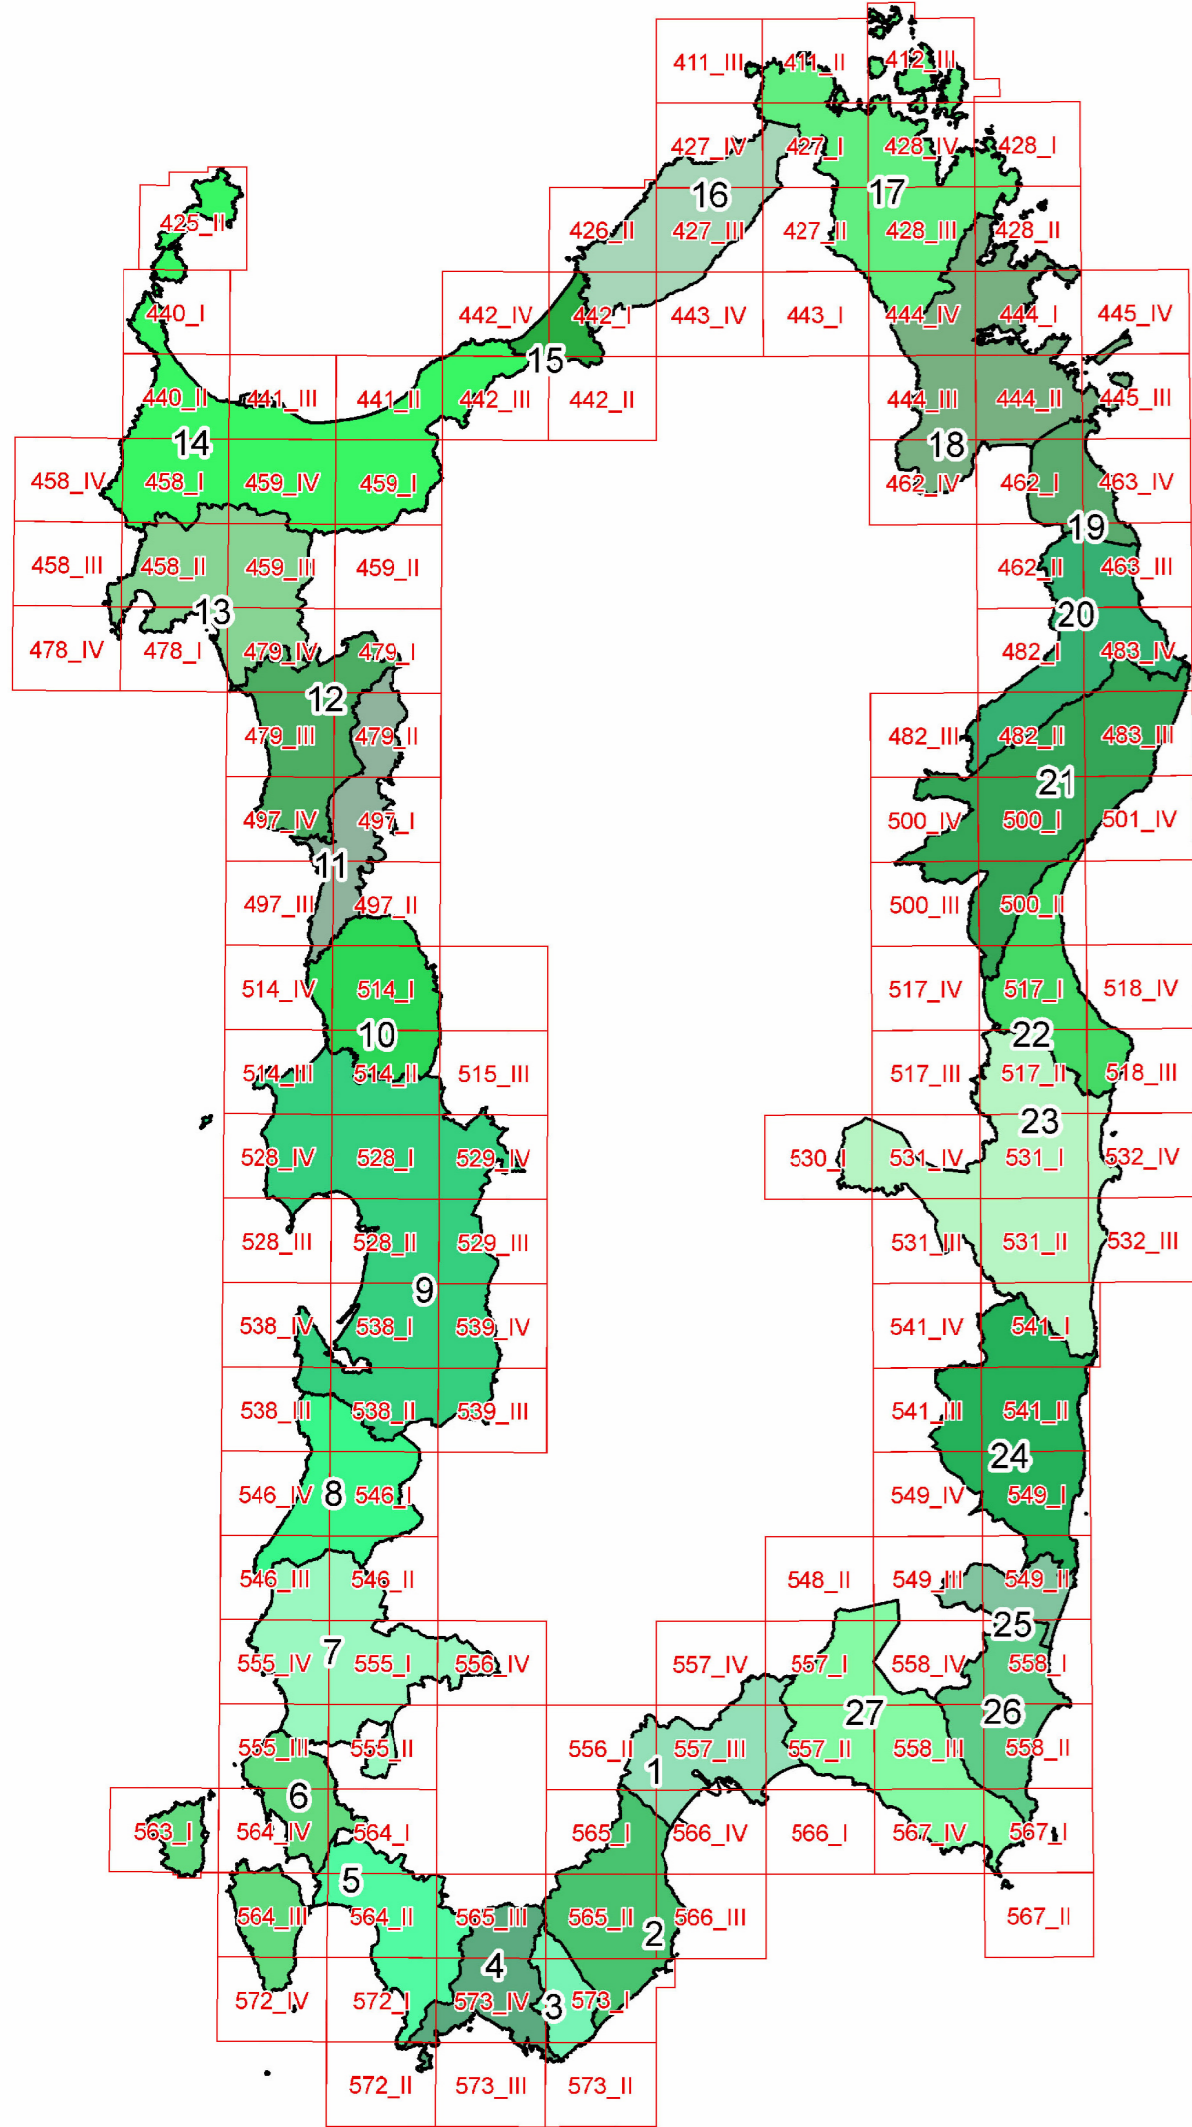 411_III 411_II 412_III
427_IV 427_I 428_IV 428_I
16 17
425_II 426_II 427_III 427_II 428_III 428_II
440_I 442_IV 442_I 443_IV 443_I 444_IV 444_I 445_IV
15
440_II 441_III 441_II 442_III 442_II 444_III 444_II 445_III
14 18
458_IV 458_I 459_IV 459_I 462_IV 462_I 463_IV
19
458_III 458_II 459_III 459_II 462_II 463_III
13 20
478_IV 478_I 479_IV 479_I 482_I 483_IV
12
479_III 479_II 482_III 482_II 483_III
21
497_IV 497_I 500_IV 500_I 501_IV
11
497_III 497_II 500_III 500_II
514_IV 514_I 517_IV 517_I 518_IV
10 22
514_III 514_II 515_III 517_III 517_II 518_III
23
528_IV 528_I 529_IV 530_I 531_IV 531_I 532_IV
528_III 528_II 529_III 531_III 531_II 532_III
9
538_IV 538_I 539_IV 541_IV 541_I
538_III 538_II 539_III 541_III 541_II
24
546_IV 8 546_I 549_IV 549_I
546_III 546_II 548_II 549_III 549_II
25
7
555_IV 555_I 556_IV 557_IV 557_I 558_IV 558_I
27 26
555_III 555_II 556_II 557_III 557_II 558_III 558_II
1
6
563_I 564_IV 564_I 565_I 566_IV 566_I 567_IV 567_I
5
564_III 564_II 565_III 565_II 566_III 567_II
2
4
572_IV 572_I 573_IV 3 573_I
572_II 573_III 573_II